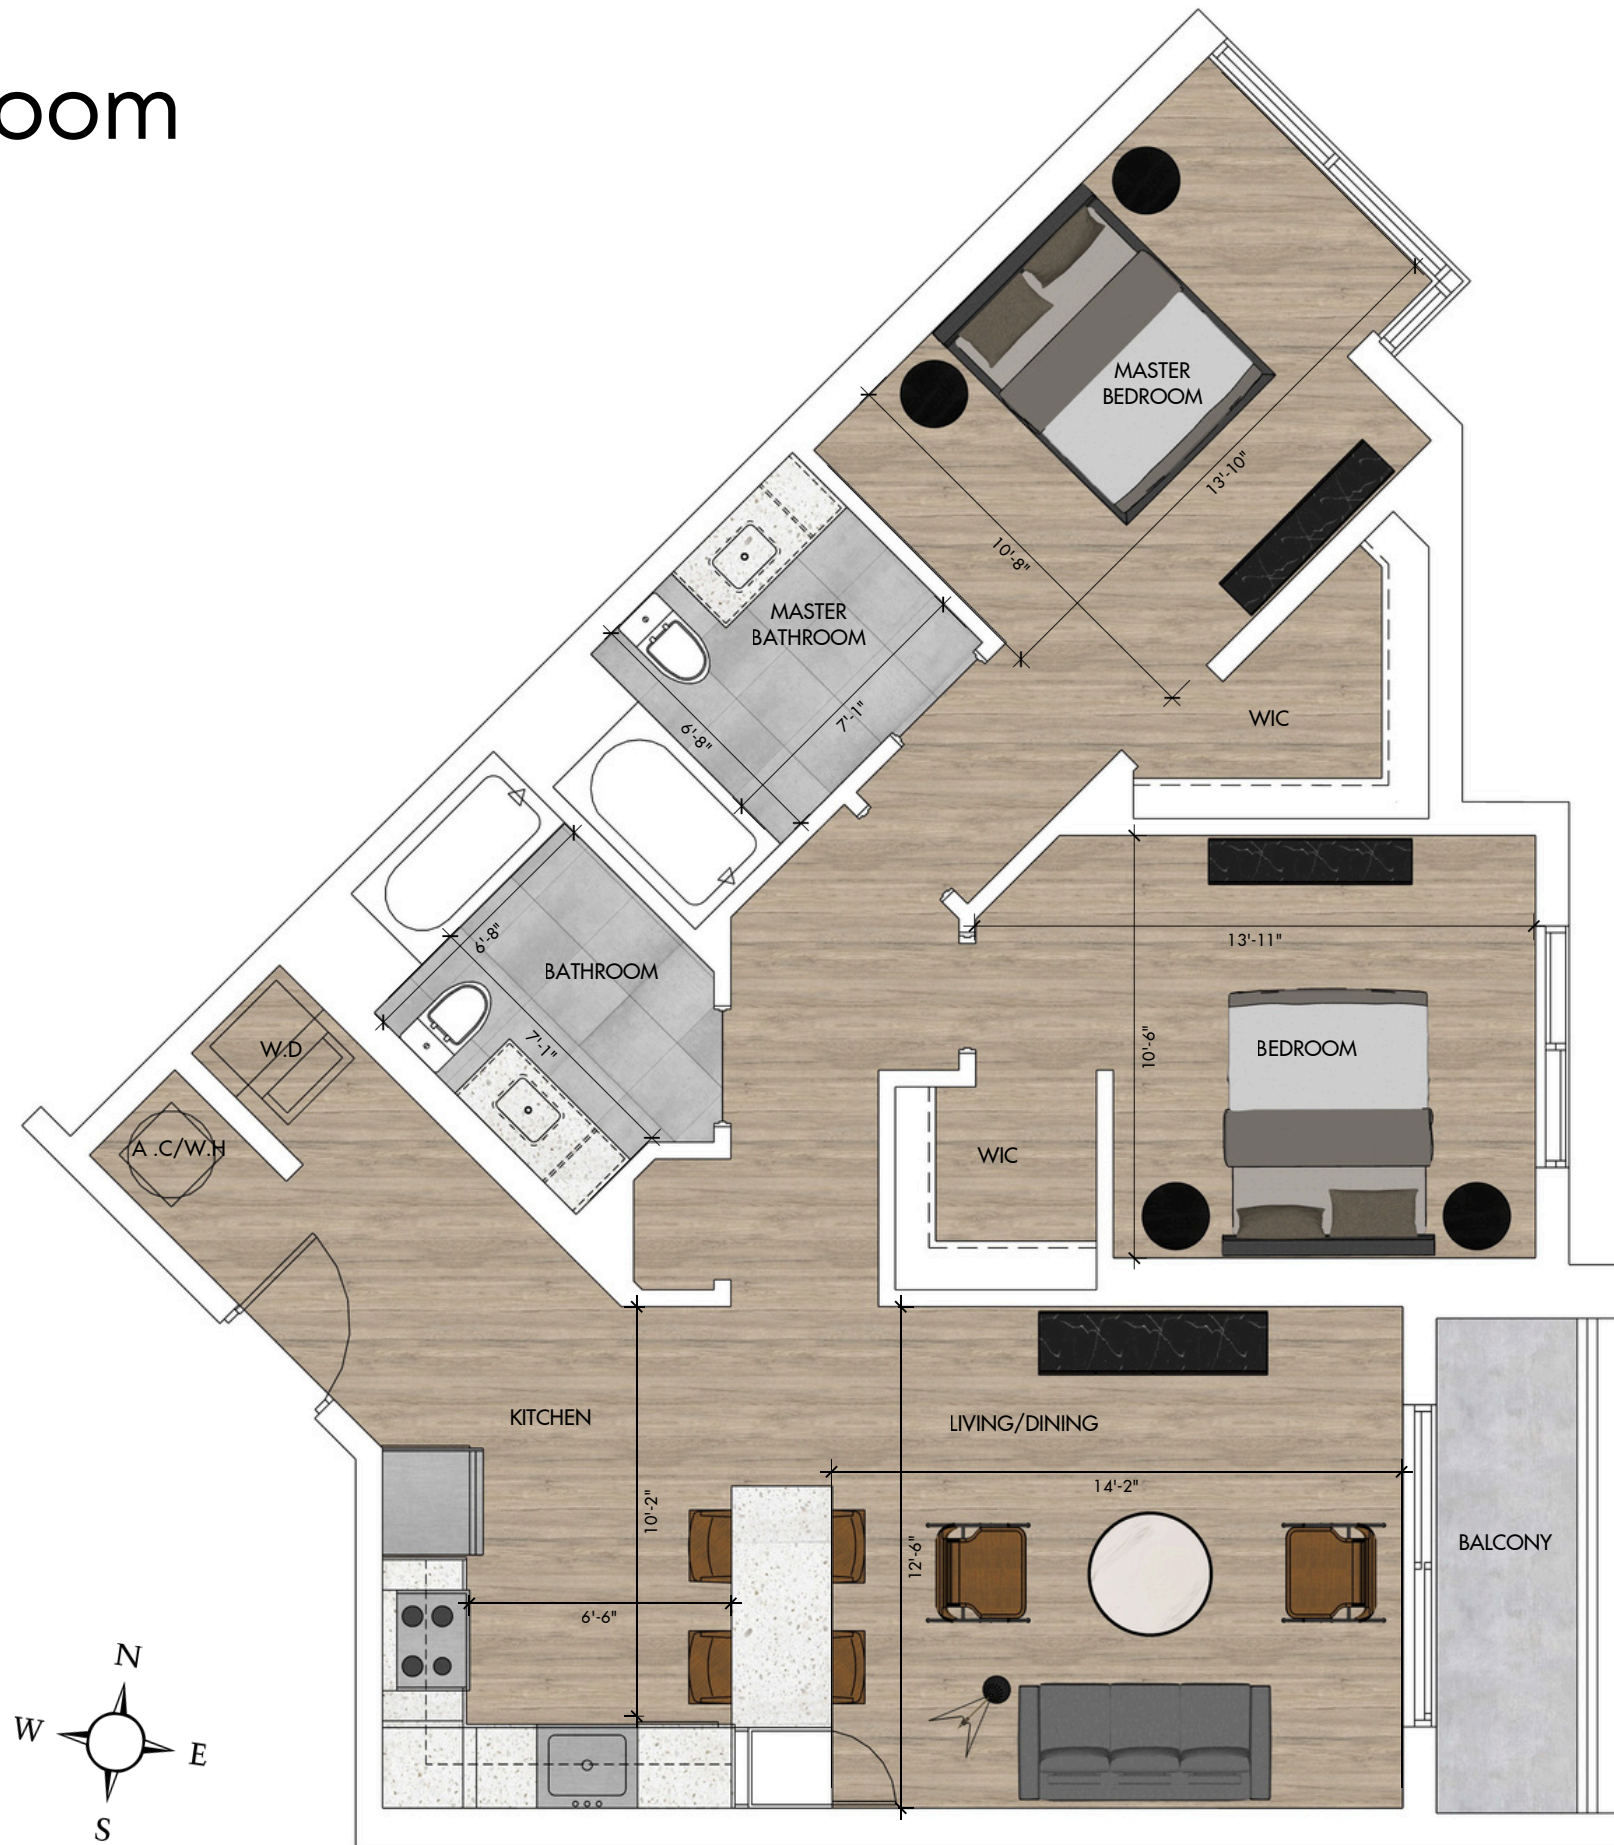 oom
MASTER
BEDROOM
13'-10"
10'-8"
MASTER
BATHROOM
7'-1"
6'-8"
WIC
13'-11"
6'-8"
BATHROOM
7'-1"
10'-6"
BEDROOM
W.D
A .C/W.H
WIC
KITCHEN
LIVING/DINING
14'-2"
10'-2"
12'-6"
BALCONY
6'-6"
N
W
E
S